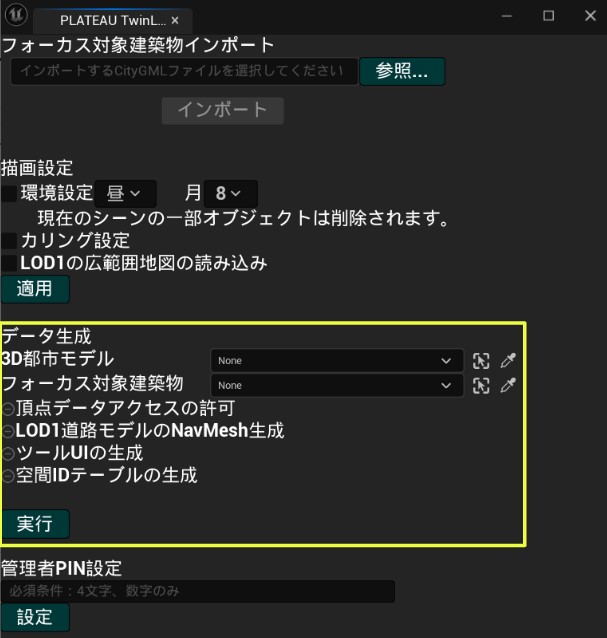 PLATEAU TwinL... ×
フォーカス対象建築物インポート
インポートするCityGMLファイルを選択してください 参照...
インポート
描画設定
環境設定 昼 月 8
現在のシーンの一部オブジェクトは削除されます。
カリング設定
LOD1の広範囲地図の読み込み
適用
データ生成
3D都市モデル None
フォーカス対象建築物 None
頂点データアクセスの許可
LOD1道路モデルのNavMesh生成
ツールUIの生成
空間IDテーブルの生成
実行
管理者PIN設定
必須条件：4文字、数字のみ
設定